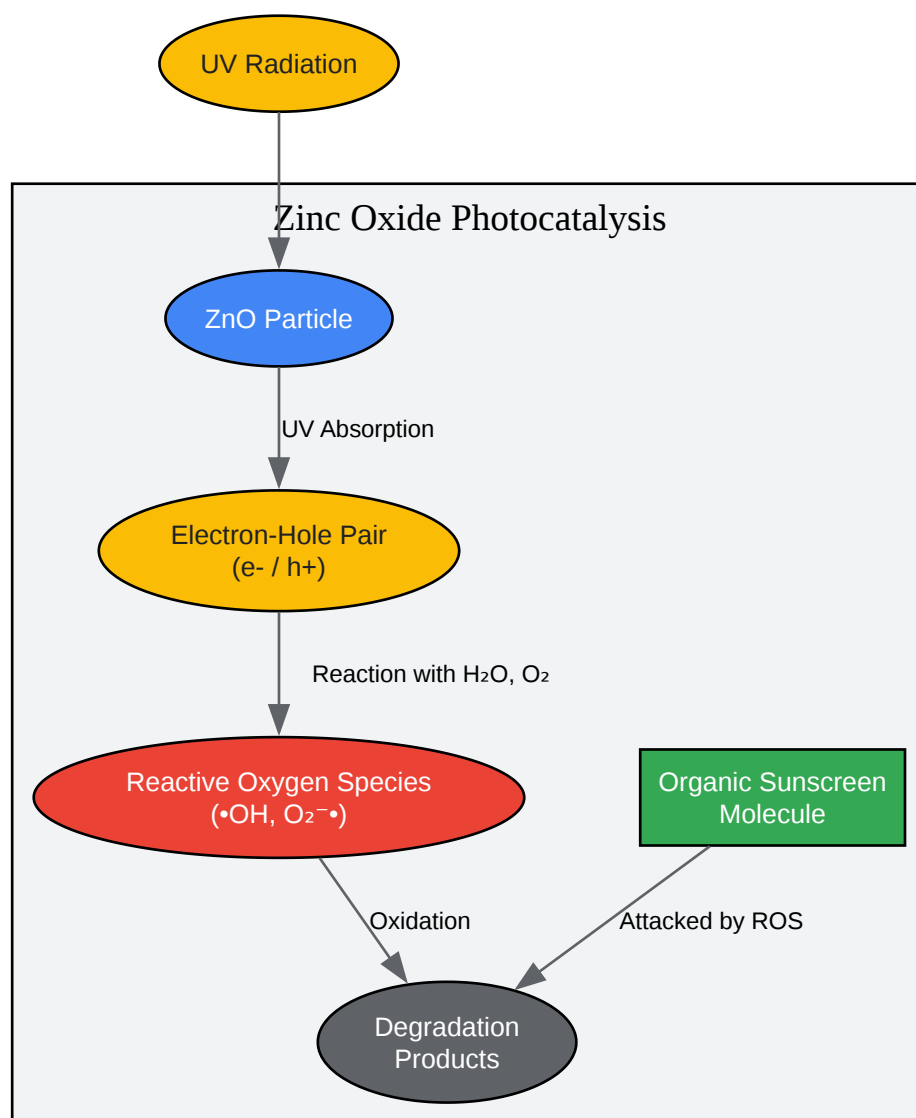 UV Radiation
Zinc Oxide Photocatalysis
ZnO Particle
UV Absorption
Electron-Hole Pair
(e- / h+)
Reaction with H₂O, O₂
Reactive Oxygen Species
(•OH, O₂⁻•)
Organic Sunscreen
Molecule
Oxidation
Attacked by ROS
Degradation
Products